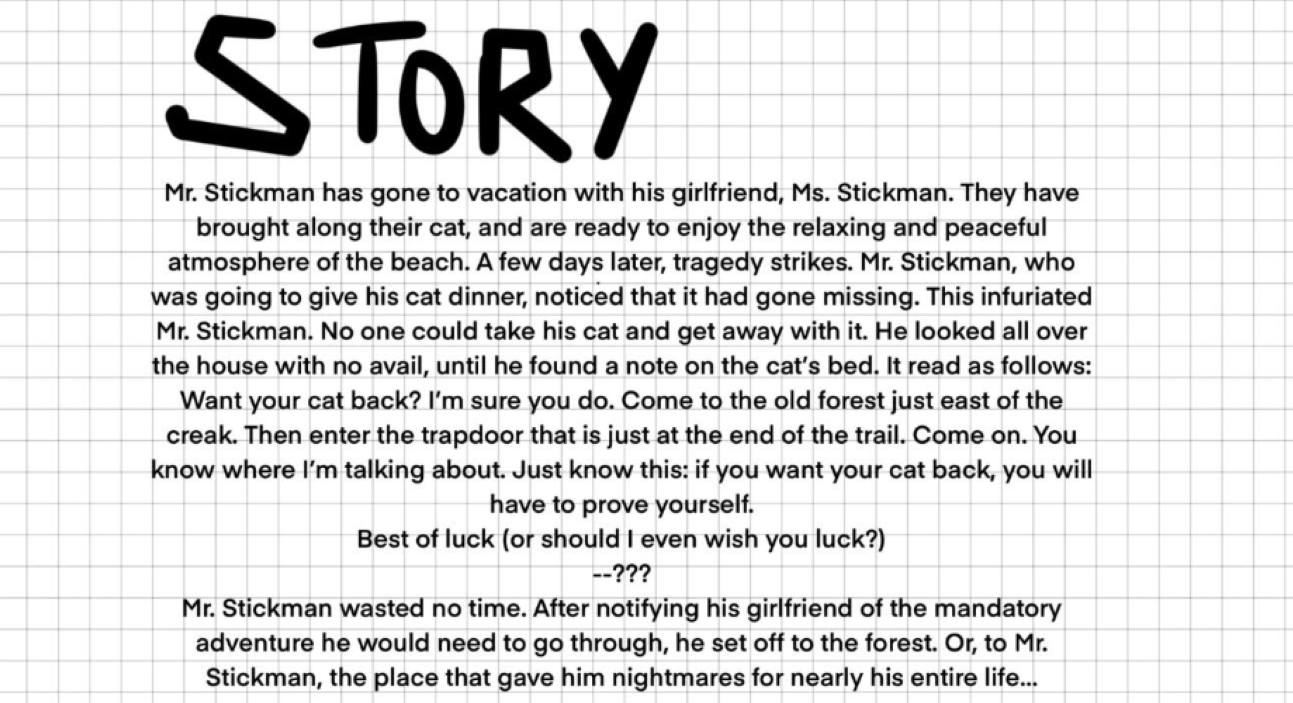 STORY
Mr. Stickman has gone to vacation with his girlfriend, Ms. Stickman. They have
brought along their cat, and are ready to enjoy the relaxing and peaceful
atmosphere of the beach. A few days later, tragedy strikes. Mr. Stickman, who
was going to give his cat dinner, noticed that it had gone missing. This infuriated
Mr. Stickman. No one could take his cat and get away with it. He looked all over
the house with no avail, until he found a note on the cat's bed. It read as follows:
Want your cat back? I'm sure you do. Come to the old forest just east of the
creak. Then enter the trapdoor that is just at the end of the trail. Come on. You
know where I'm talking about. Just know this: if you want your cat back, you will
have to prove yourself.
Best of luck (or should I even wish you luck?)
--???
Mr. Stickman wasted no time. After notifying his girlfriend of the mandatory
adventure he would need to go through, he set off to the forest. Or, to Mr.
Stickman, the place that gave him nightmares for nearly his entire life...